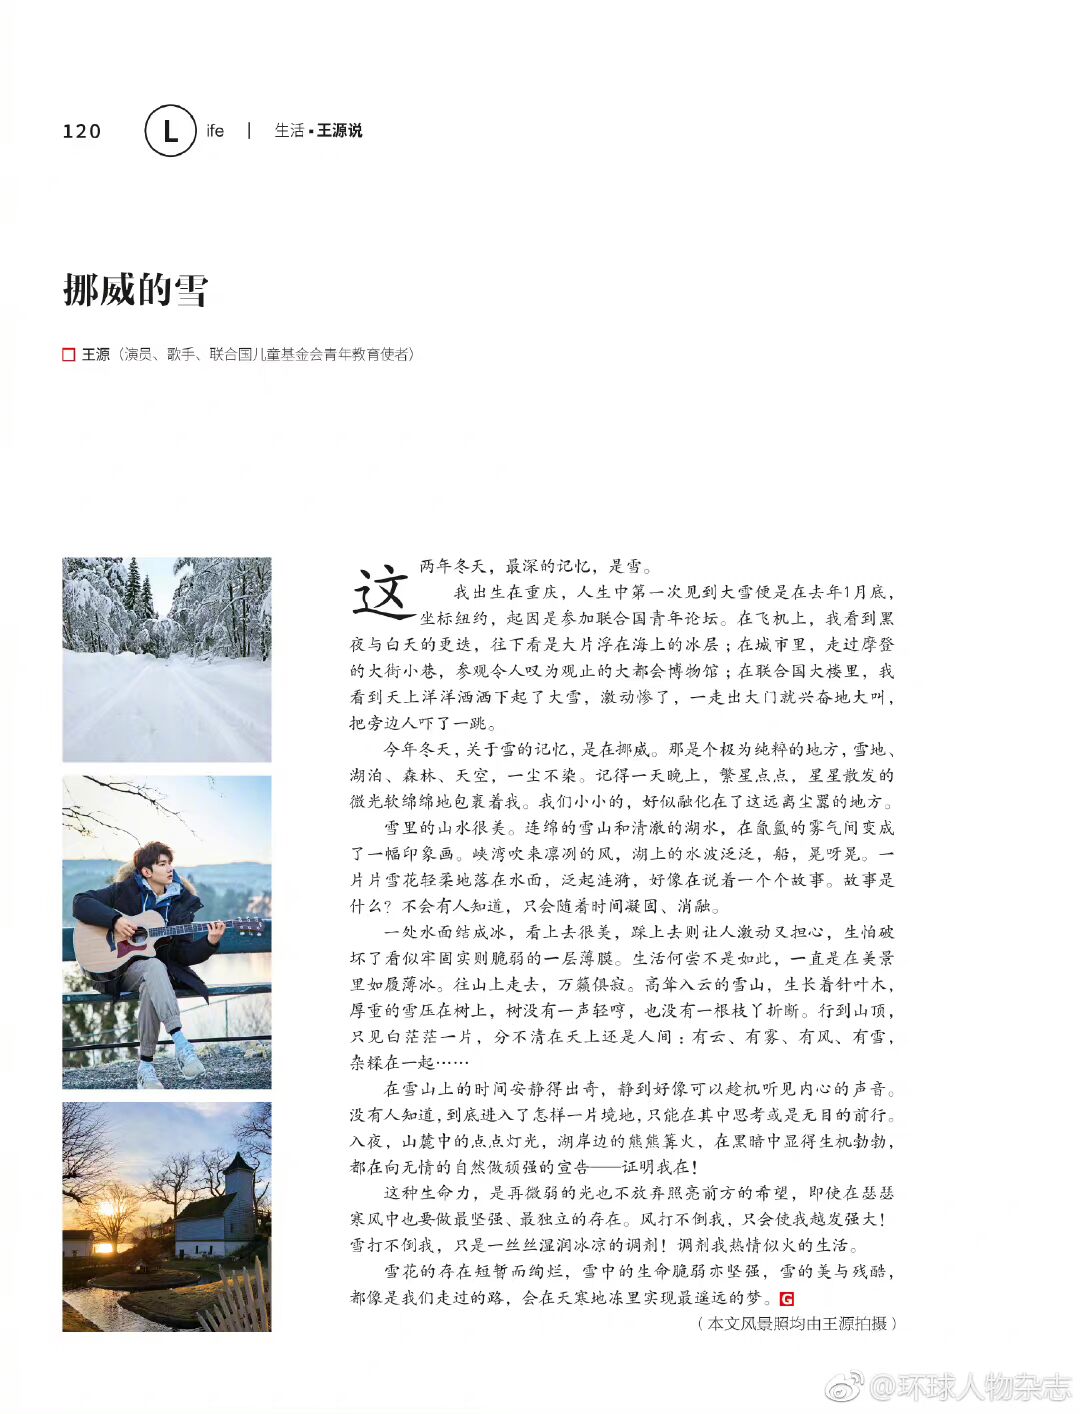 120 Life | 生活·王源说
挪威的雪
王源（演员、歌手、联合国儿童基金会青年教育使者）
这两年冬天，最深的记忆，是雪。
我出生在重庆，人生中第一次见到大雪便是在去年1月底，
坐标纽约，起因是参加联合国青年论坛。在飞机上，我看到黑
夜与白天的更迭，往下看是大片浮在海上的冰层；在城市里，走过摩登
的大街小巷，参观令人叹为观止的大都会博物馆；在联合国大楼里，我
看到天上洋洋洒洒下起了大雪，激动惨了，一走出大门就兴奋地大叫，
把旁边人吓了一跳。
今年冬天，关于雪的记忆，是在挪威。那是个极为纯粹的地方，雪地、
湖泊、森林、天空，一尘不染。记得一天晚上，繁星点点，星星散发的
微光软绵绵地包裹着我。我们小小的，好似融化在了这远离尘嚣的地方。
雪里的山水很美。连绵的雪山和清澈的湖水，在氤氲的雾气间变成
了一幅印象画。峡湾吹来凛冽的风，湖上的水波泛泛，船，晃呀晃。一
片片雪花轻柔地落在水面，泛起涟漪，好像在说着一个个故事。故事是
什么？不会有人知道，只会随着时间凝固、消融。
一处水面结成冰，看上去很美，踩上去则让人激动又担心，生怕破
坏了看似牢固实则脆弱的一层薄膜。生活何尝不是如此，一直是在美景
里如履薄冰。往山上走去，万籁俱寂。高耸入云的雪山，生长着针叶木，
厚重的雪压在树上，树没有一声轻哼，也没有一根枝丫折断。行到山顶，
只见白茫茫一片，分不清在天上还是人间：有云、有雾、有风、有雪，
杂糅在一起……
在雪山上的时间安静得出奇，静到好像可以趁机听见内心的声音。
没有人知道，到底进入了怎样一片境地，只能在其中思考或是无目的前行。
入夜，山麓中的点点灯光，湖岸边的熊熊篝火，在黑暗中显得生机勃勃，
都在向无情的自然做顽强的宣告——证明我在！
这种生命力，是再微弱的光也不放弃照亮前方的希望，即使在瑟瑟
寒风中也要做最坚强、最独立的存在。风打不倒我，只会使我越发强大！
雪打不倒我，只是一丝丝湿润冰凉的调剂！调剂我热情似火的生活。
雪花的存在短暂而绚烂，雪中的生命脆弱亦坚强，雪的美与残酷，
都像是我们走过的路，会在天寒地冻里实现最遥远的梦。G
（本文风景照均由王源拍摄）
@环球人物杂志